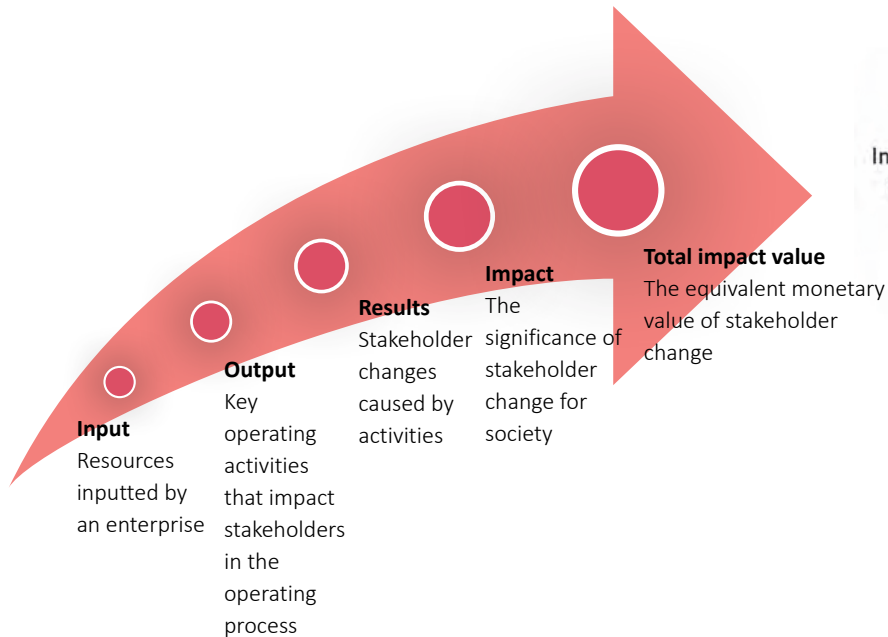 Input
Resources
inputted by
an enterprise
Output
Key
operating
activities
that impact
stakeholders
in the
operating
process
Results
Stakeholder
changes
caused by
activities
Impact
The
significance of
stakeholder
change for
society
Total impact value
The equivalent monetary
value of stakeholder
change